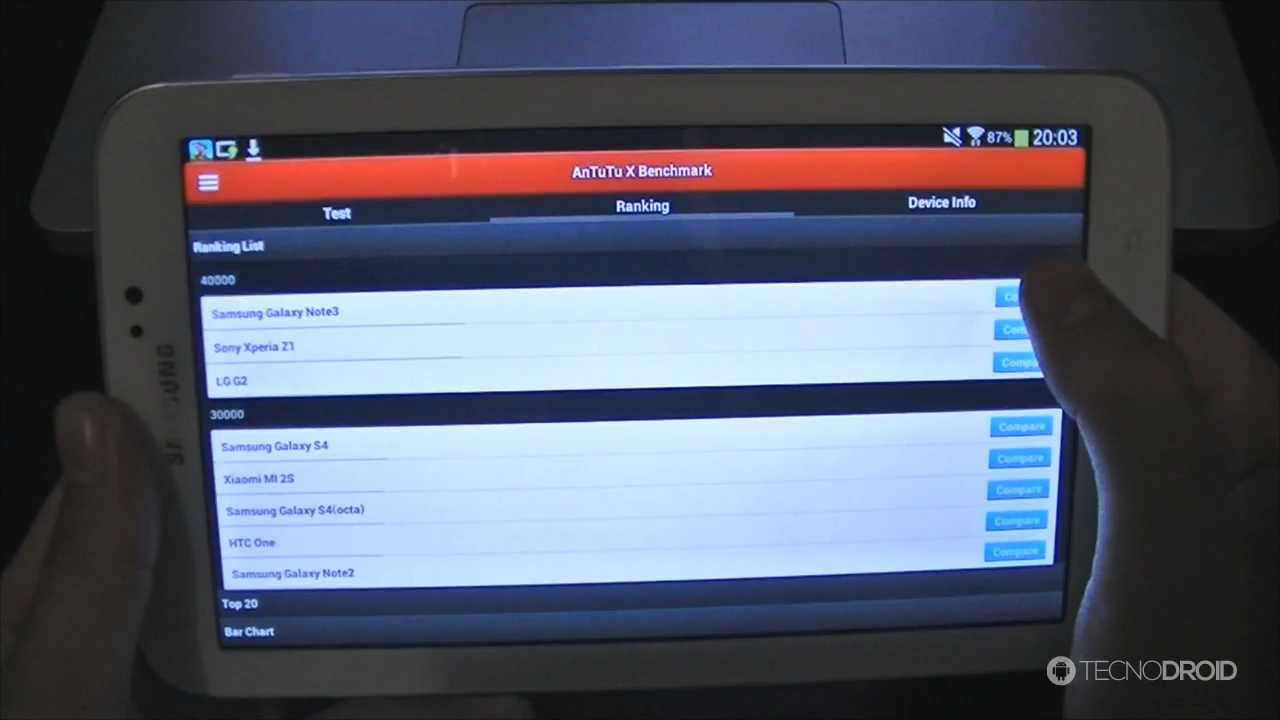 87% 20:03
AnTuTu X Benchmark
Test Ranking Device Info
Ranking List
40000
Samsung Galaxy Note3
Sony Xperia Z1
LG G2 Compare
30000
Samsung Galaxy S4 Compare
Xiaomi MI 2S Compare
Samsung Galaxy S4(octa) Compare
HTC One Compare
Samsung Galaxy Note2 Compare
Top 20
Bar Chart
SAMSUNG
TECNODROID